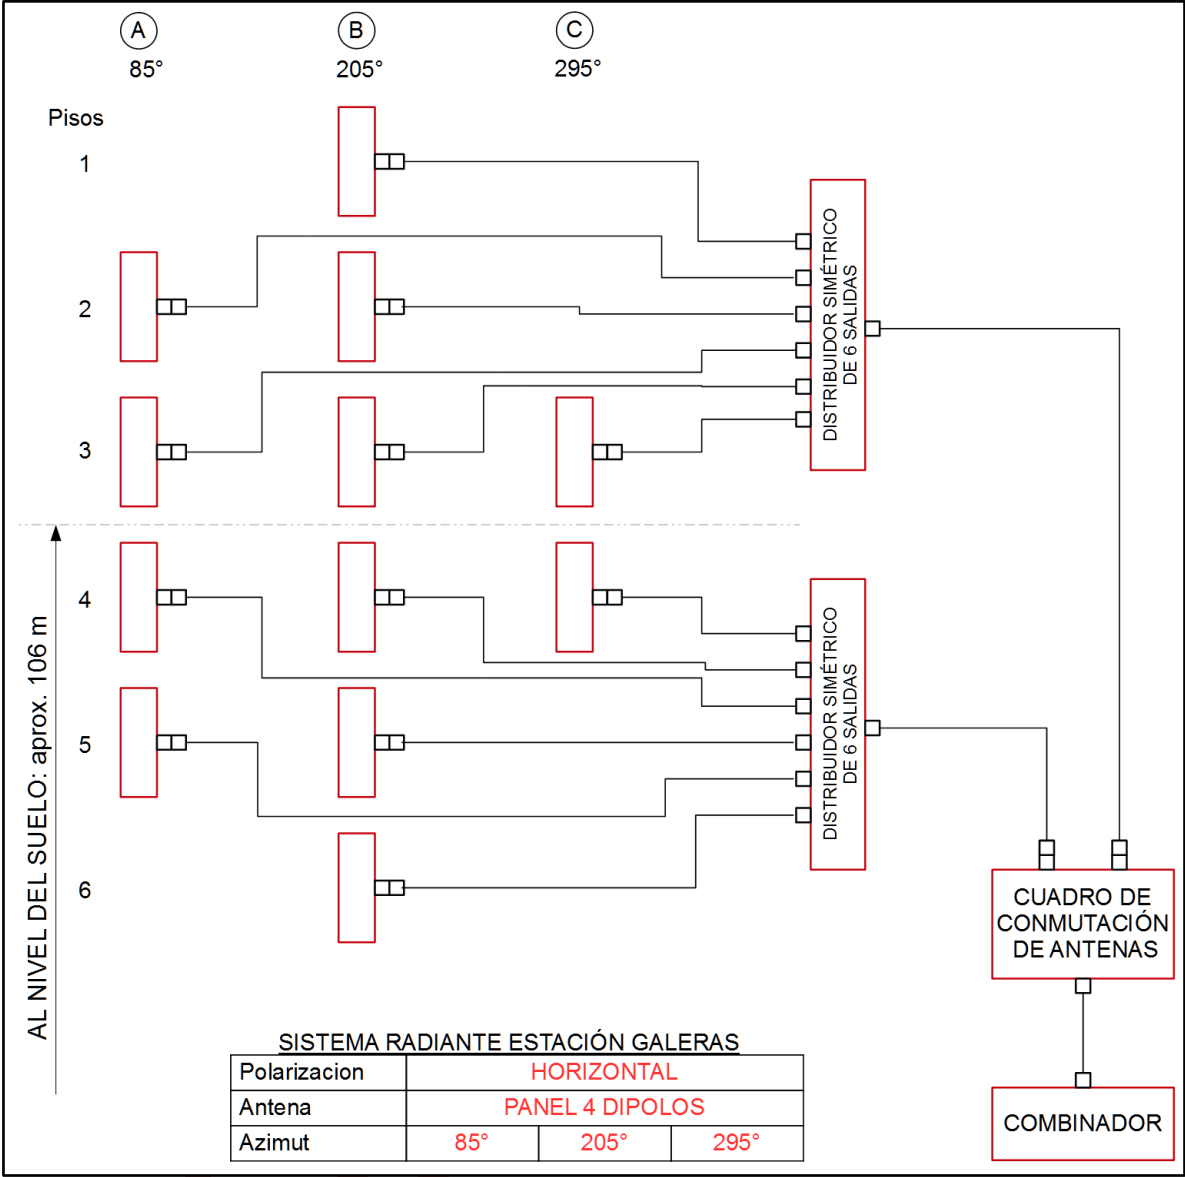 A B C
85° 205° 295°
Pisos
1
2
3
4
5
6
DISTRIBUIDOR SIMÉTRICO
DE 6 SALIDAS
DISTRIBUIDOR SIMÉTRICO
DE 6 SALIDAS
AL NIVEL DEL SUELO: aprox. 106 m
CUADRO DE
CONMUTACIÓN
DE ANTENAS
COMBINADOR
SISTEMA RADIANTE ESTACIÓN GALERAS
Polarizacion HORIZONTAL
Antena PANEL 4 DIPOLOS
Azimut 85° 205° 295°